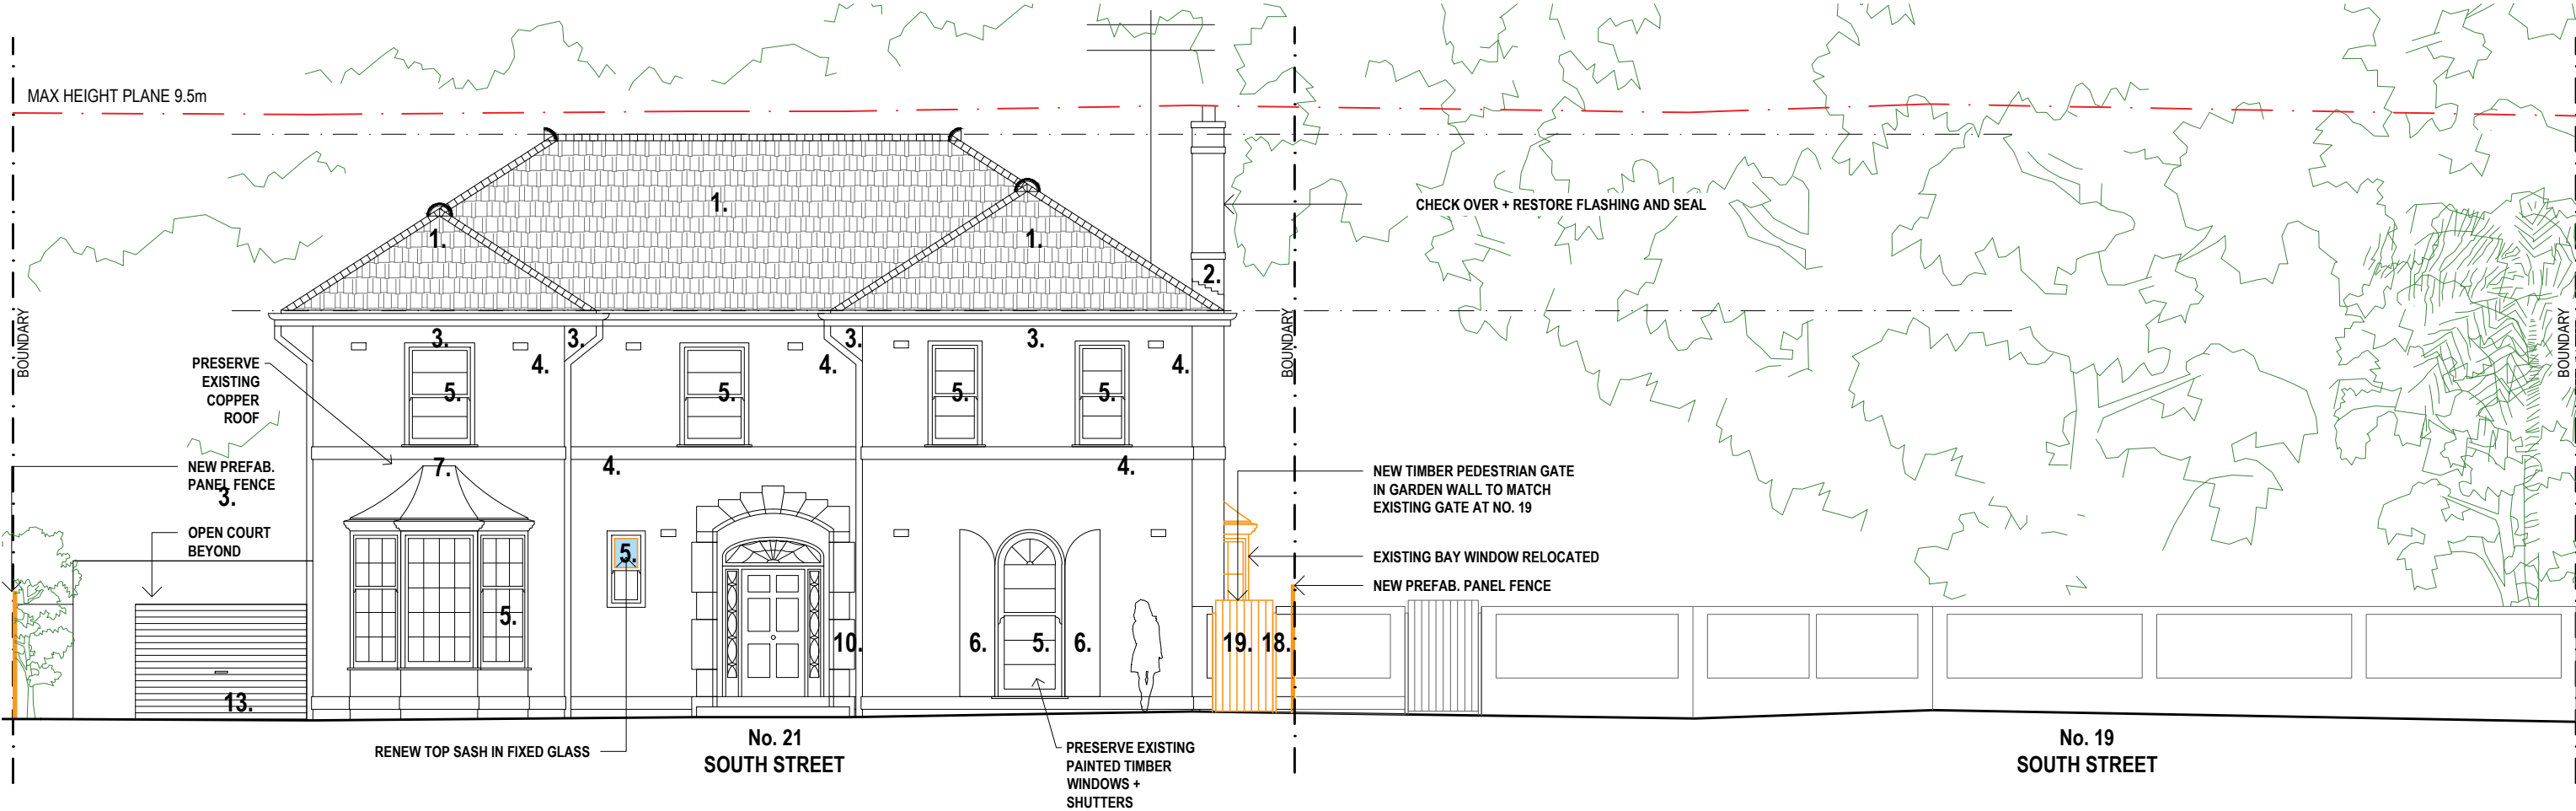 MAX HEIGHT PLANE 9.5m
1.
CHECK OVER + RESTORE FLASHING AND SEAL
1.
1.
2.
BOUNDARY
BOUNDARY
BOUNDARY
3.
3.
3.
3.
4.
4.
4.
PRESERVE
EXISTING
COPPER
ROOF
5.
5.
5.
5.
7.
4.
4.
NEW PREFAB.
PANEL FENCE
3.
NEW TIMBER PEDESTRIAN GATE
IN GARDEN WALL TO MATCH
EXISTING GATE AT NO. 19
OPEN COURT
BEYOND
5.
EXISTING BAY WINDOW RELOCATED
NEW PREFAB. PANEL FENCE
5.
10.
6.
5.
6.
19.
18.
13.
No. 21
SOUTH STREET
No. 19
SOUTH STREET
RENEW TOP SASH IN FIXED GLASS
PRESERVE EXISTING
PAINTED TIMBER
WINDOWS +
SHUTTERS